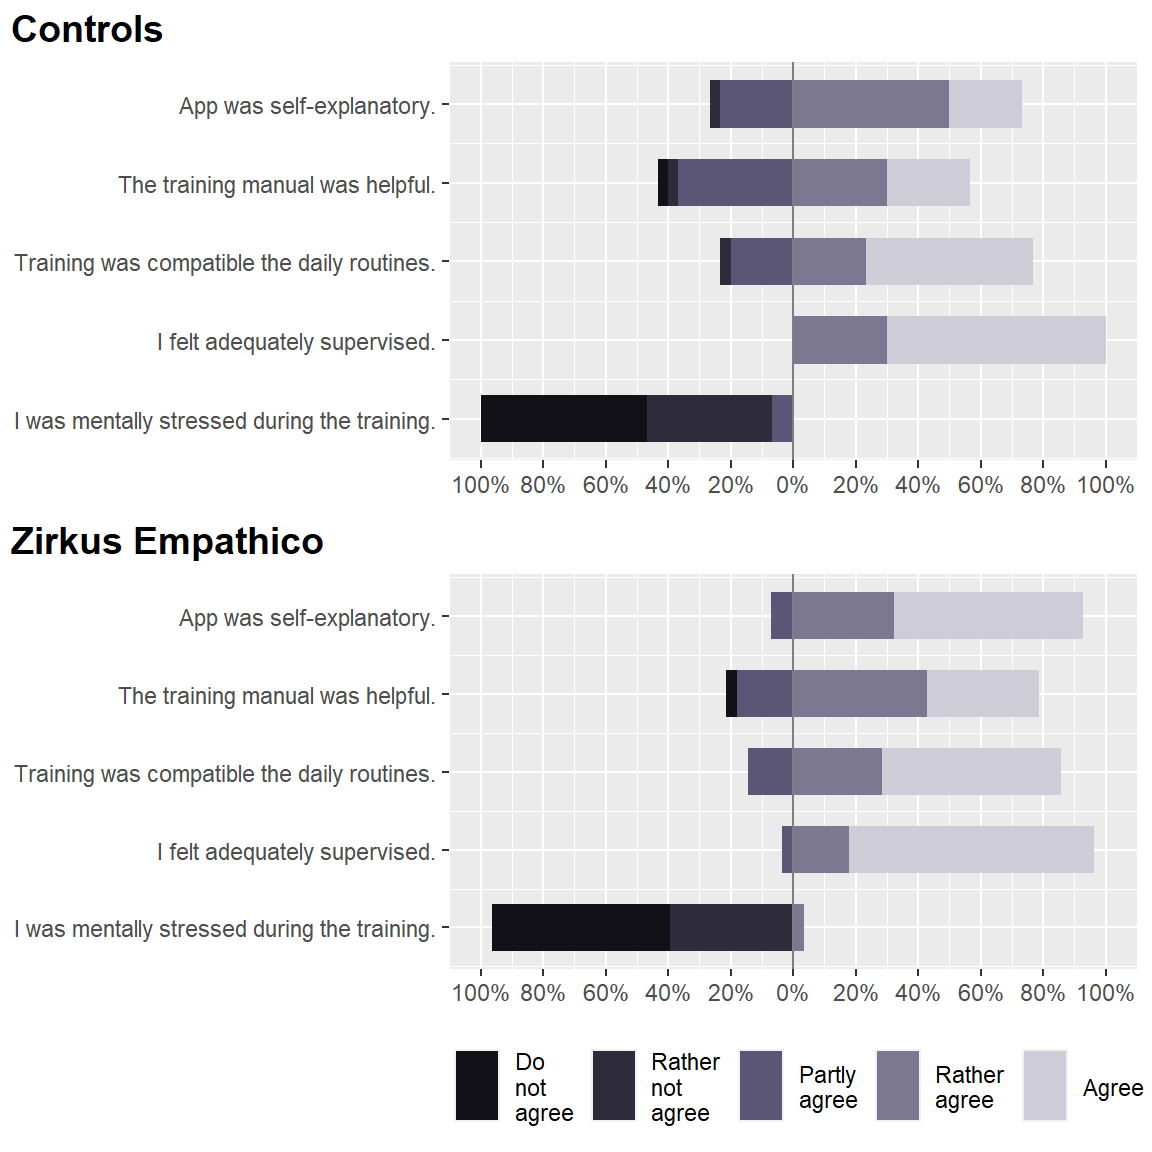 Controls
App was self-explanatory.
The training manual was helpful.
Training was compatible the daily routines.
I felt adequately supervised.
I was mentally stressed during the training.
100% 80% 60% 40% 20% 0% 20% 40% 60% 80% 100%
Zirkus Empathico
App was self-explanatory.
The training manual was helpful.
Training was compatible the daily routines.
I felt adequately supervised.
I was mentally stressed during the training.
100% 80% 60% 40% 20% 0% 20% 40% 60% 80% 100%
Do
not
agree
Rather
not
agree
Partly
agree
Rather
agree
Agree